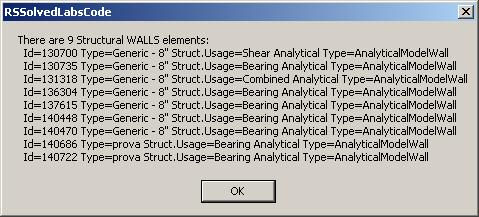 RSSolvedLabsCode
There are 9 Structural WALLS elements:
Id=130700 Type=Generic - 8" Struct.Usage=Shear Analytical Type=AnalyticalModelWall
Id=130735 Type=Generic - 8" Struct.Usage=Bearing Analytical Type=AnalyticalModelWall
Id=131318 Type=Generic - 8" Struct.Usage=Combined Analytical Type=AnalyticalModelWall
Id=136304 Type=Generic - 8" Struct.Usage=Bearing Analytical Type=AnalyticalModelWall
Id=137615 Type=Generic - 8" Struct.Usage=Bearing Analytical Type=AnalyticalModelWall
Id=140448 Type=Generic - 8" Struct.Usage=Bearing Analytical Type=AnalyticalModelWall
Id=140470 Type=Generic - 8" Struct.Usage=Bearing Analytical Type=AnalyticalModelWall
Id=140686 Type=prova Struct.Usage=Bearing Analytical Type=AnalyticalModelWall
Id=140722 Type=prova Struct.Usage=Bearing Analytical Type=AnalyticalModelWall
OK